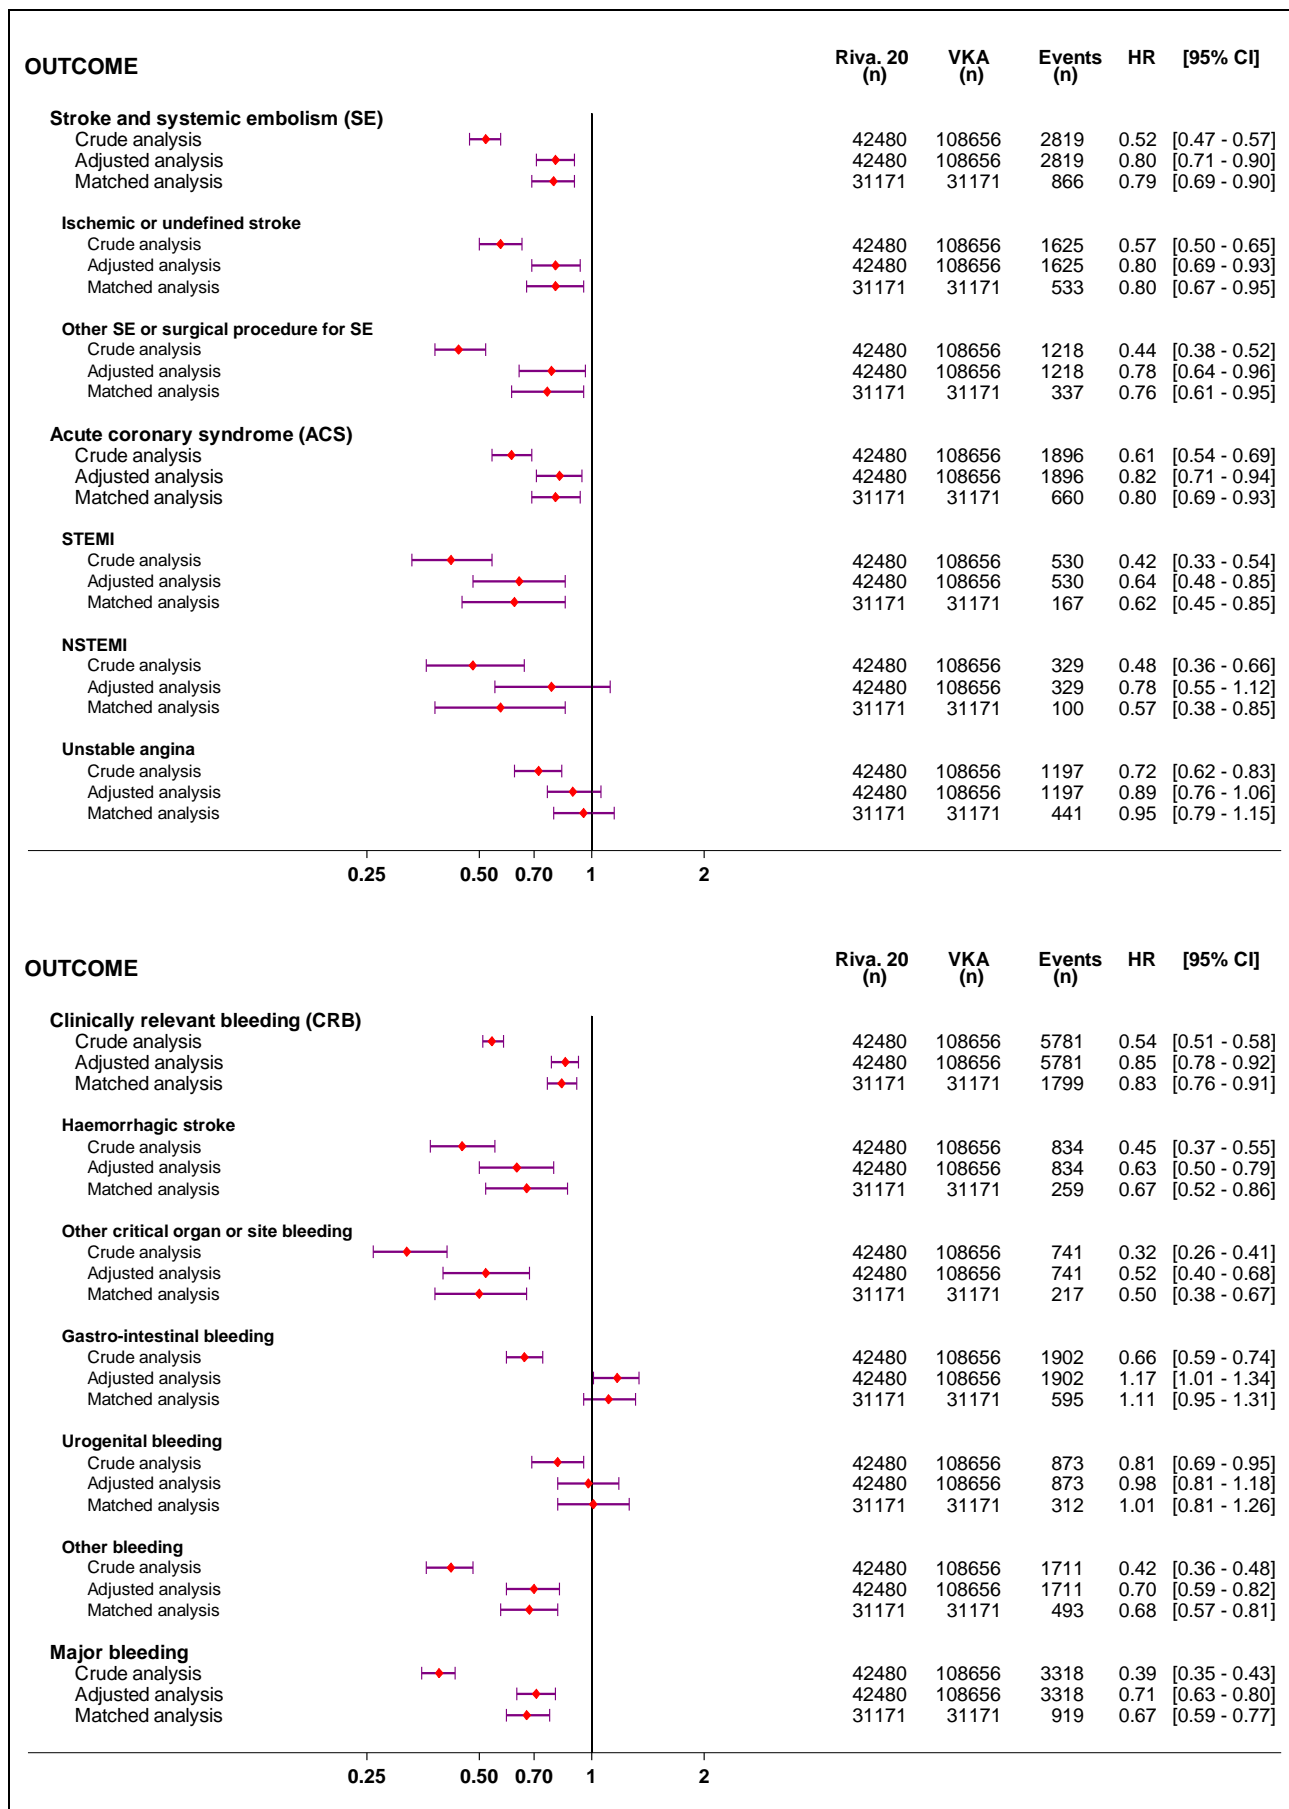 OUTCOME Riva. 20 (n) VKA (n) Events (n) HR [95% CI]
Stroke and systemic embolism (SE)
Crude analysis 42480 108656 2819 0.52 [0.47 - 0.57]
Adjusted analysis 42480 108656 2819 0.80 [0.71 - 0.90]
Matched analysis 31171 31171 866 0.79 [0.69 - 0.90]
Ischemic or undefined stroke
Crude analysis 42480 108656 1625 0.57 [0.50 - 0.65]
Adjusted analysis 42480 108656 1625 0.80 [0.69 - 0.93]
Matched analysis 31171 31171 533 0.80 [0.67 - 0.95]
Other SE or surgical procedure for SE
Crude analysis 42480 108656 1218 0.44 [0.38 - 0.52]
Adjusted analysis 42480 108656 1218 0.78 [0.64 - 0.96]
Matched analysis 31171 31171 337 0.76 [0.61 - 0.95]
Acute coronary syndrome (ACS)
Crude analysis 42480 108656 1896 0.61 [0.54 - 0.69]
Adjusted analysis 42480 108656 1896 0.82 [0.71 - 0.94]
Matched analysis 31171 31171 660 0.80 [0.69 - 0.93]
STEMI
Crude analysis 42480 108656 530 0.42 [0.33 - 0.54]
Adjusted analysis 42480 108656 530 0.64 [0.48 - 0.85]
Matched analysis 31171 31171 167 0.62 [0.45 - 0.85]
NSTEMI
Crude analysis 42480 108656 329 0.48 [0.36 - 0.66]
Adjusted analysis 42480 108656 329 0.78 [0.55 - 1.12]
Matched analysis 31171 31171 100 0.57 [0.38 - 0.85]
Unstable angina
Crude analysis 42480 108656 1197 0.72 [0.62 - 0.83]
Adjusted analysis 42480 108656 1197 0.89 [0.76 - 1.06]
Matched analysis 31171 31171 441 0.95 [0.79 - 1.15]
0.25 0.50 0.70 1 2
OUTCOME Riva. 20 (n) VKA (n) Events (n) HR [95% CI]
Clinically relevant bleeding (CRB)
Crude analysis 42480 108656 5781 0.54 [0.51 - 0.58]
Adjusted analysis 42480 108656 5781 0.85 [0.78 - 0.92]
Matched analysis 31171 31171 1799 0.83 [0.76 - 0.91]
Haemorrhagic stroke
Crude analysis 42480 108656 834 0.45 [0.37 - 0.55]
Adjusted analysis 42480 108656 834 0.63 [0.50 - 0.79]
Matched analysis 31171 31171 259 0.67 [0.52 - 0.86]
Other critical organ or site bleeding
Crude analysis 42480 108656 741 0.32 [0.26 - 0.41]
Adjusted analysis 42480 108656 741 0.52 [0.40 - 0.68]
Matched analysis 31171 31171 217 0.50 [0.38 - 0.67]
Gastro-intestinal bleeding
Crude analysis 42480 108656 1902 0.66 [0.59 - 0.74]
Adjusted analysis 42480 108656 1902 1.17 [1.01 - 1.34]
Matched analysis 31171 31171 595 1.11 [0.95 - 1.31]
Urogenital bleeding
Crude analysis 42480 108656 873 0.81 [0.69 - 0.95]
Adjusted analysis 42480 108656 873 0.98 [0.81 - 1.18]
Matched analysis 31171 31171 312 1.01 [0.81 - 1.26]
Other bleeding
Crude analysis 42480 108656 1711 0.42 [0.36 - 0.48]
Adjusted analysis 42480 108656 1711 0.70 [0.59 - 0.82]
Matched analysis 31171 31171 493 0.68 [0.57 - 0.81]
Major bleeding
Crude analysis 42480 108656 3318 0.39 [0.35 - 0.43]
Adjusted analysis 42480 108656 3318 0.71 [0.63 - 0.80]
Matched analysis 31171 31171 919 0.67 [0.59 - 0.77]
0.25 0.50 0.70 1 2